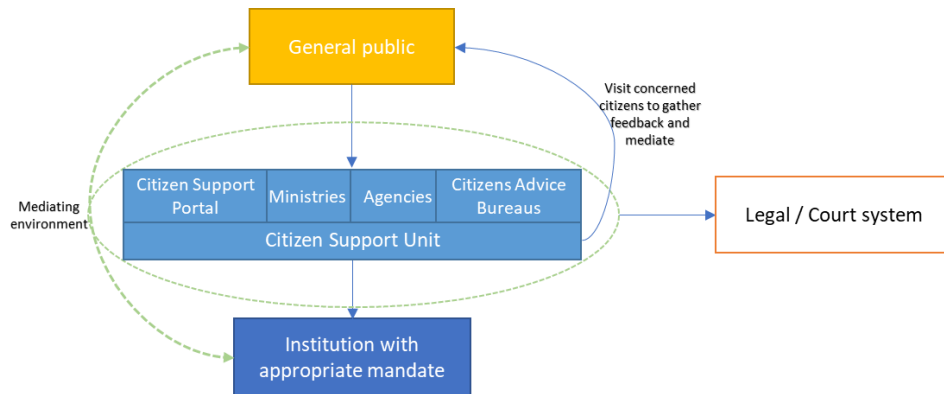 General public
Visit concerned
citizens to gather
feedback and
mediate
Citizen Support
Portal
Ministries
Agencies
Citizens Advice
Bureaus
Citizen Support Unit
Mediating
environment
Legal / Court system
Institution with
appropriate mandate